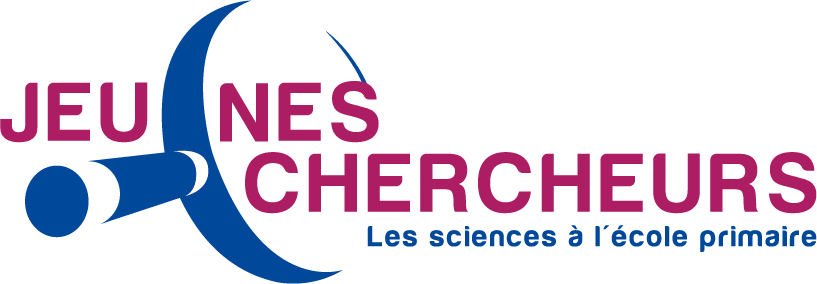 JEUNES
CHERCHEURS
Les sciences à l´école primaire